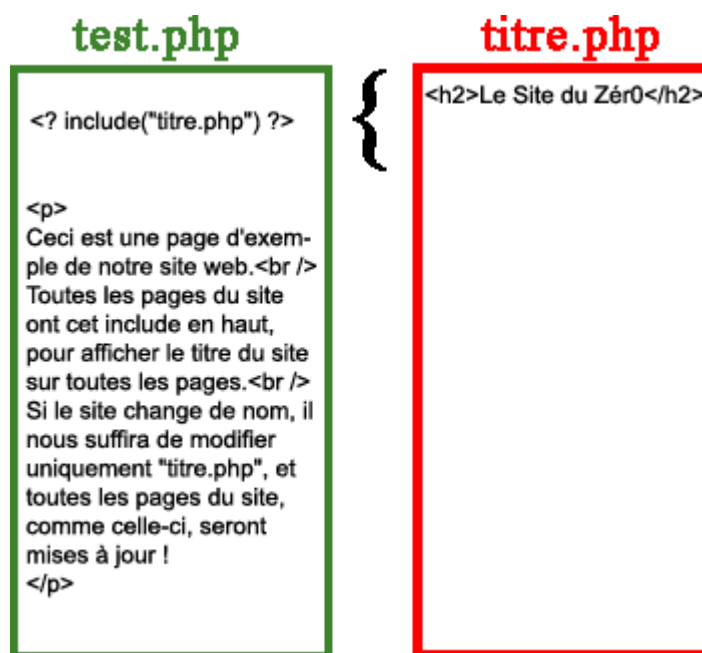 test.php
<? include("titre.php") ?>
<p>
Ceci est une page d'exem-
ple de notre site web.<br />
Toutes les pages du site
ont cet include en haut,
pour afficher le titre du site
sur toutes les pages.<br />
Si le site change de nom, il
nous suffira de modifier
uniquement "titre.php", et
toutes les pages du site,
comme celle-ci, seront
mises à jour !
</p>
{
titre.php
<h2>Le Site du Zér0</h2>